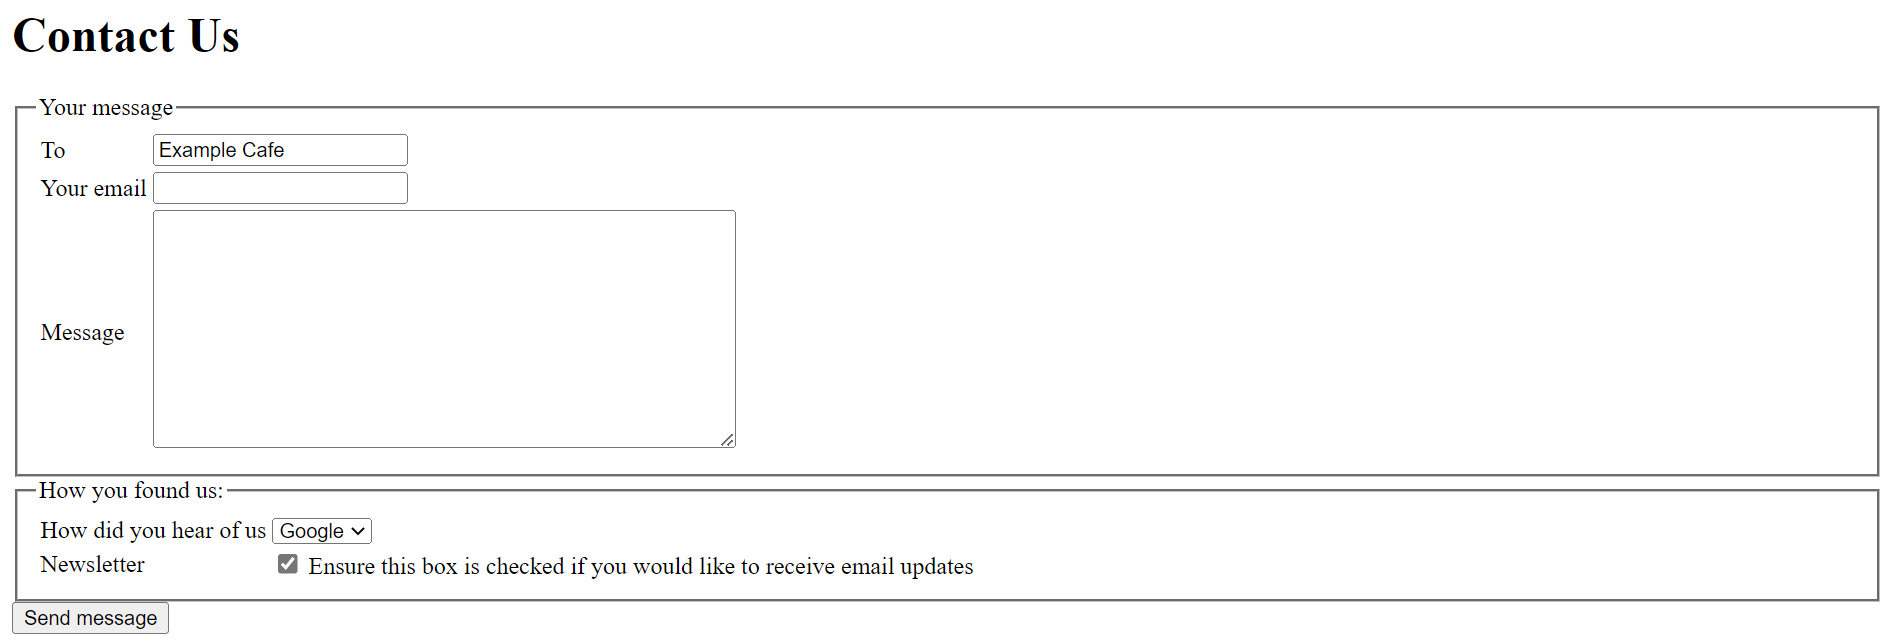 Contact Us
Your message
To Example Cafe
Your email
Message
How you found us:
How did you hear of us Google
Newsletter Ensure this box is checked if you would like to receive email updates
Send message